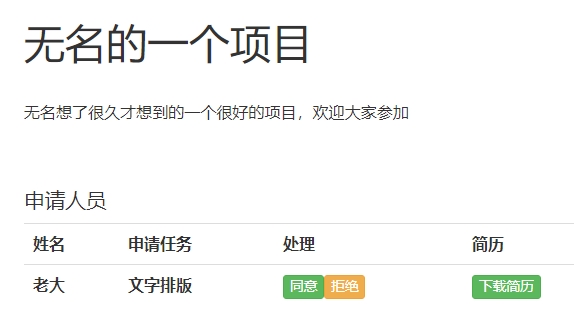 无名的一个项目
无名想了很久才想到的一个很好的项目，欢迎大家参加
申请人员
姓名 申请任务 处理 简历
老大 文字排版 同意 拒绝 下载简历